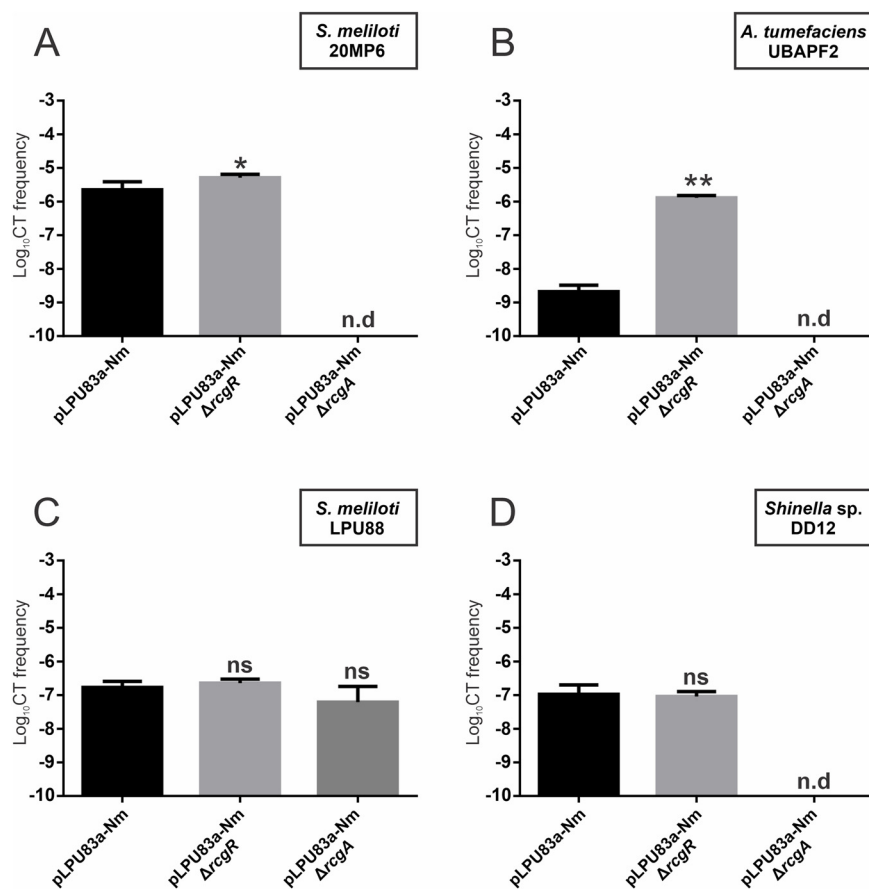 A
S. meliloti
20MP6
Log₁₀CT frequency
-3
-4
-5
-6
-7
-8
-9
-10
*
n.d
pLPU83a-Nm
pLPU83a-Nm
ΔrcgR
pLPU83a-Nm
ΔrcgA
B
A. tumefaciens
UBAPF2
Log₁₀CT frequency
-3
-4
-5
-6
-7
-8
-9
-10
**
n.d
pLPU83a-Nm
pLPU83a-Nm
ΔrcgR
pLPU83a-Nm
ΔrcgA
C
S. meliloti
LPU88
Log₁₀CT frequency
-3
-4
-5
-6
-7
-8
-9
-10
ns
ns
pLPU83a-Nm
pLPU83a-Nm
ΔrcgR
pLPU83a-Nm
ΔrcgA
D
Shinella sp.
DD12
Log₁₀CT frequency
-3
-4
-5
-6
-7
-8
-9
-10
ns
n.d
pLPU83a-Nm
pLPU83a-Nm
ΔrcgR
pLPU83a-Nm
ΔrcgA